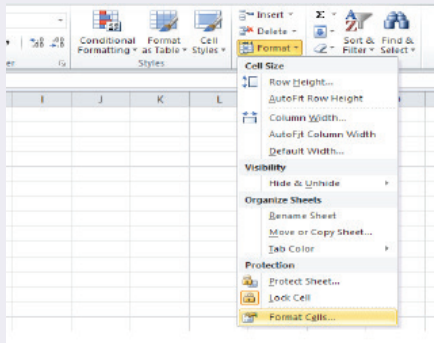 Insert
Σ
Delete
Conditional Formatting
Format as Table
Cell Styles
Format
Sort & Filter
Find & Select
Styles
Cell Size
Row Height...
AutoFit Row Height
I J K L
Column Width...
AutoFit Column Width
Default Width...
Visibility
Hide & Unhide
Organize Sheets
Rename Sheet
Move or Copy Sheet...
Tab Color
Protection
Protect Sheet...
Lock Cell
Format Cells...